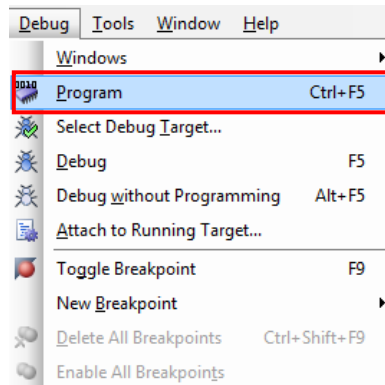 Debug Tools Window Help
Windows
0010 Program Ctrl+F5
Select Debug Target...
Debug F5
Debug without Programming Alt+F5
Attach to Running Target...
Toggle Breakpoint F9
New Breakpoint
Delete All Breakpoints Ctrl+Shift+F9
Enable All Breakpoints